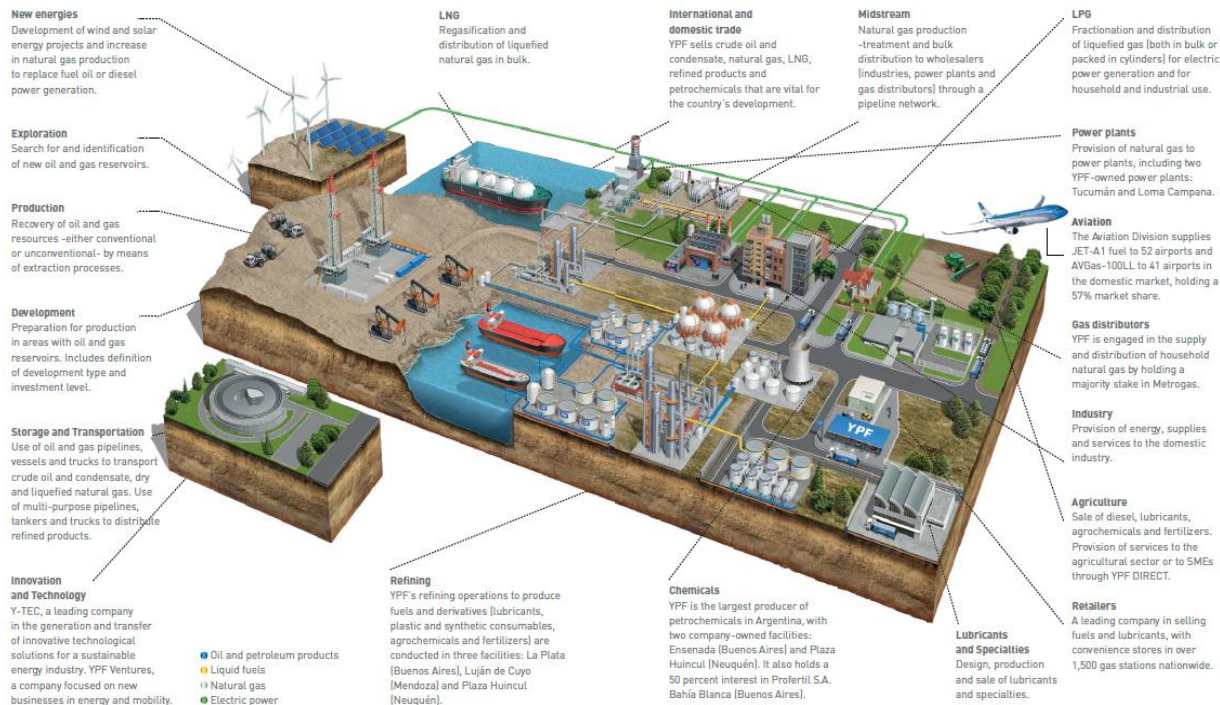 New energies
Development of wind and solar
energy projects and increase
in natural gas production
to replace fuel oil or diesel
power generation.
Exploration
Search for and identification
of new oil and gas reservoirs.
Production
Recovery of oil and gas
resources -either conventional
or unconventional- by means
of extraction processes.
Development
Preparation for production
in areas with oil and gas
reservoirs. Includes definition
of development type and
investment level.
Storage and Transportation
Use of oil and gas pipelines,
vessels and trucks to transport
crude oil and condensate, dry
and liquefied natural gas. Use
of multi-purpose pipelines,
tankers and trucks to distribute
refined products.
Innovation
and Technology
Y-TEC, a leading company
in the generation and transfer
of innovative technological
solutions for a sustainable
energy industry. YPF Ventures,
a company focused on new
businesses in energy and mobility.
Oil and petroleum products
Liquid fuels
Natural gas
Electric power
LNG
Regasification and
distribution of liquefied
natural gas in bulk.
International and
domestic trade
YPF sells crude oil and
condensate, natural gas, LNG,
refined products and
petrochemicals that are vital for
the country's development.
Midstream
Natural gas production
-treatment and bulk
distribution to wholesalers
(industries, power plants and
gas distributors) through a
pipeline network.
LPG
Fractionation and distribution
of liquefied gas (both in bulk or
packed in cylinders) for electric
power generation and for
household and industrial use.
Power plants
Provision of natural gas to
power plants, including two
YPF-owned power plants:
Tucumán and Loma Campana.
Aviation
The Aviation Division supplies
JET-A1 fuel to 52 airports and
AVGas-100LL to 41 airports in
the domestic market, holding a
57% market share.
Gas distributors
YPF is engaged in the supply
and distribution of household
natural gas by holding a
majority stake in Metrogas.
Industry
Provision of energy, supplies
and services to the domestic
industry.
Agriculture
Sale of diesel, lubricants,
agrochemicals and fertilizers.
Provision of services to the
agricultural sector or to SMEs
through YPF DIRECT.
Retailers
A leading company in selling
fuels and lubricants, with
convenience stores in over
1,500 gas stations nationwide.
YPF
Refining
YPF's refining operations to produce
fuels and derivatives (lubricants,
plastic and synthetic consumables,
agrochemicals and fertilizers) are
conducted in three facilities: La Plata
(Buenos Aires), Luján de Cuyo
(Mendoza) and Plaza Huincul
(Neuquén).
Chemicals
YPF is the largest producer of
petrochemicals in Argentina, with
two company-owned facilities:
Ensenada (Buenos Aires) and Plaza
Huincul (Neuquén). It also holds a
50 percent interest in Profertil S.A.
Bahía Blanca (Buenos Aires).
Lubricants
and Specialties
Design, production
and sale of lubricants
and specialties.